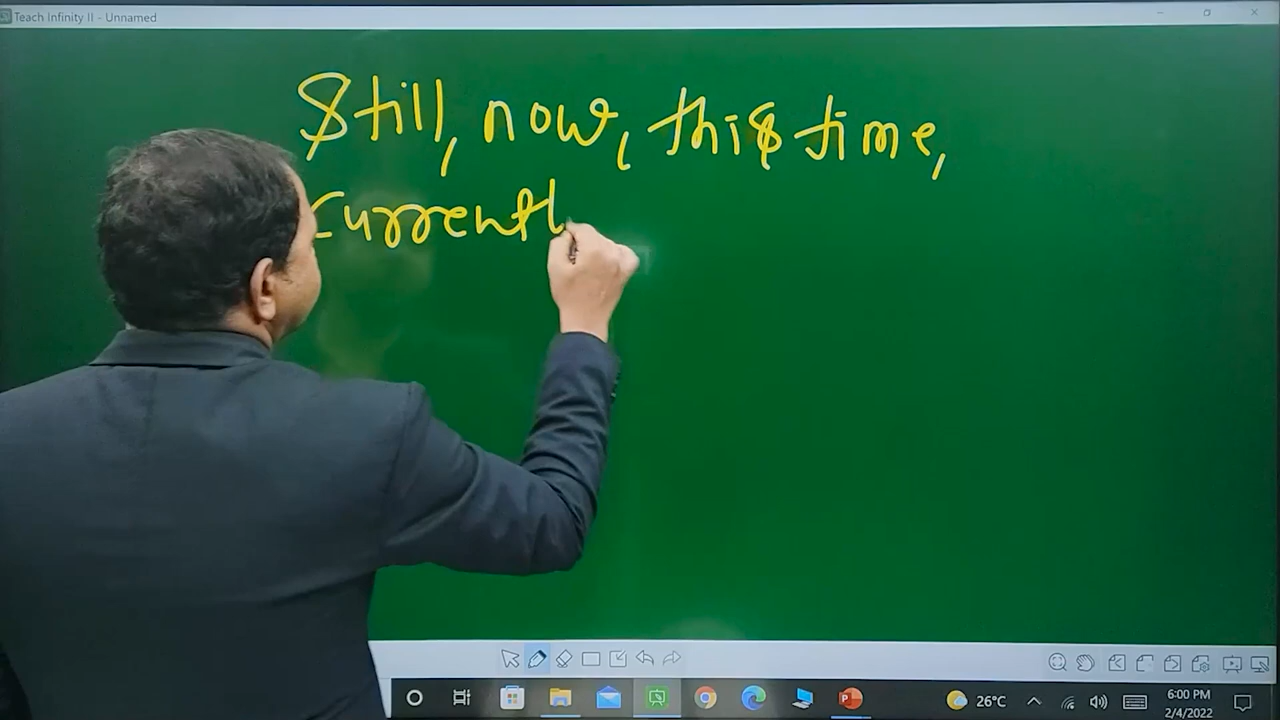 Teach Infinity II - Unnamed
Still, now, this time,
currentl
26°C
6:00 PM
2/4/2022